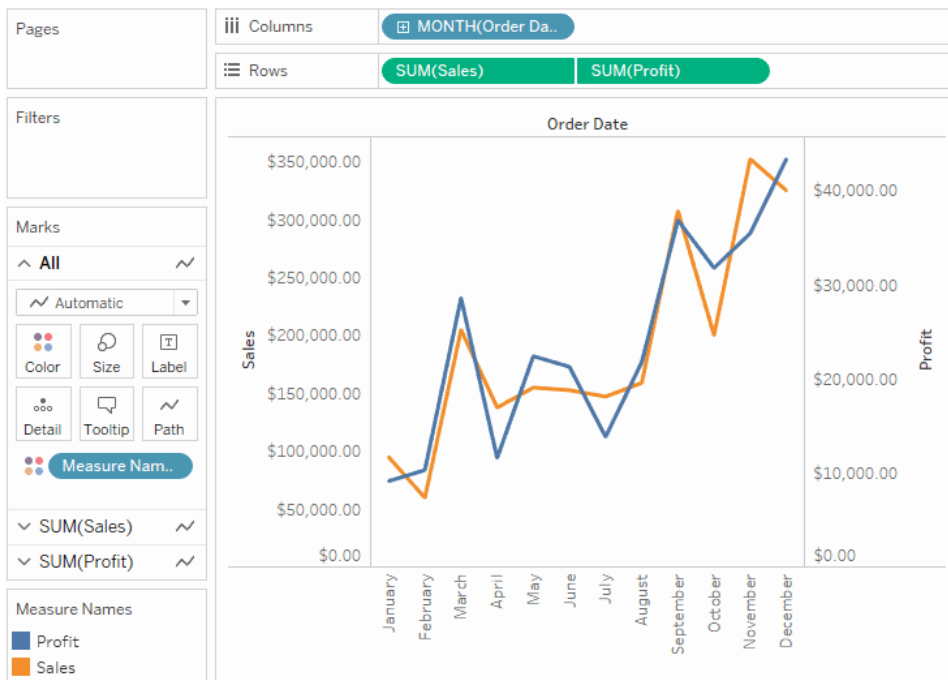 Pages
Columns
MONTH(Order Da..
Rows
SUM(Sales)
SUM(Profit)
Filters
Marks
All
Automatic
Color
Size
Label
Detail
Tooltip
Path
Measure Nam..
SUM(Sales)
SUM(Profit)
Measure Names
Profit
Sales
Order Date
Sales
$350,000.00
$300,000.00
$250,000.00
$200,000.00
$150,000.00
$100,000.00
$50,000.00
$0.00
$40,000.00
$30,000.00
$20,000.00
$10,000.00
$0.00
Profit
January
February
March
April
May
June
July
August
September
October
November
December